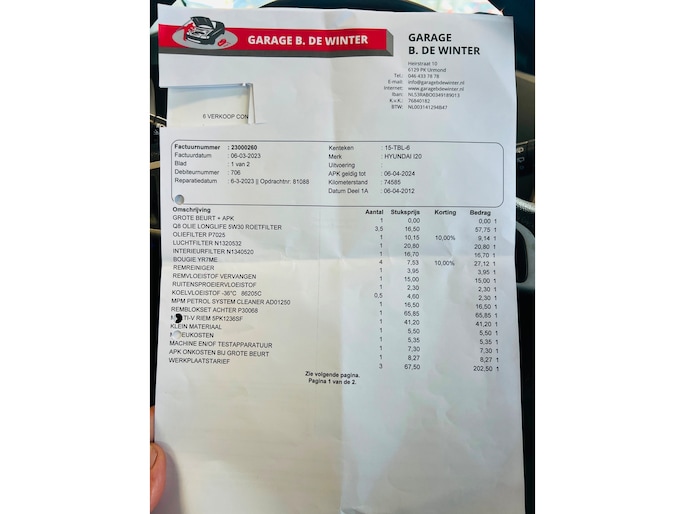 GARAGE B. DE WINTER
GARAGE
B. DE WINTER
Heirstraat 10
6129 PK Urmond
Tel.: 046 433 19 78
E-mail: info@garagebdewinter.nl
Internet: www.garagebdewinter.nl
Iban: NL53RABO0349189013
K.v.K.: 76840182
BTW: NL003141294B47
6 VERKOOP CON
Factuurnummer : 23000260 Kenteken : 15-TBL-6
Factuurdatum : 06-03-2023 Merk : HYUNDAI I20
Blad : 1 van 2 Uitvoering :
Debiteurnummer : 706 APK geldig tot : 06-04-2024
Reparatiedatum : 6-3-2023 || Opdrachtnr: 81088 Kilometerstand : 74585
Datum Deel 1A : 06-04-2012
Omschrijving Aantal Stuksprijs Korting Bedrag
GROTE BEURT + APK 1 0,00 0,00 1
Q8 OLIE LONGLIFE 5W30 ROETFILTER 3,5 16,50 57,75 1
OLIEFILTER P7025 1 10,15 10,00% 9,14 1
LUCHTFILTER N1320532 1 20,80 20,80 1
INTERIEURFILTER N1340520 1 16,70 16,70 1
BOUGIE YR7ME 4 7,53 10,00% 27,12 1
REMREINIGER 1 3,95 3,95 1
REMVLOEISTOF VERVANGEN 1 15,00 15,00 1
RUITENSPROEIERVLOEISTOF 1 2,30 2,30 1
KOELVLOEISTOF -36°C 86205C 0,5 4,60 2,30 1
MPM PETROL SYSTEM CLEANER AD01250 1 16,50 16,50 1
REMBLOKSET ACHTER P30068 1 65,85 65,85 1
TI-V RIEM 5PK1236SF 1 41,20 41,20 1
KLEIN MATERIAAL 1 5,50 5,50 1
EUKOSTEN 1 5,35 5,35 1
MACHINE EN/OF TESTAPPARATUUR 1 7,30 7,30 1
APK ONKOSTEN BIJ GROTE BEURT 1 8,27 8,27 1
WERKPLAATSTARIEF 3 67,50 202,50 1
Zie volgende pagina.
Pagina 1 van de 2.